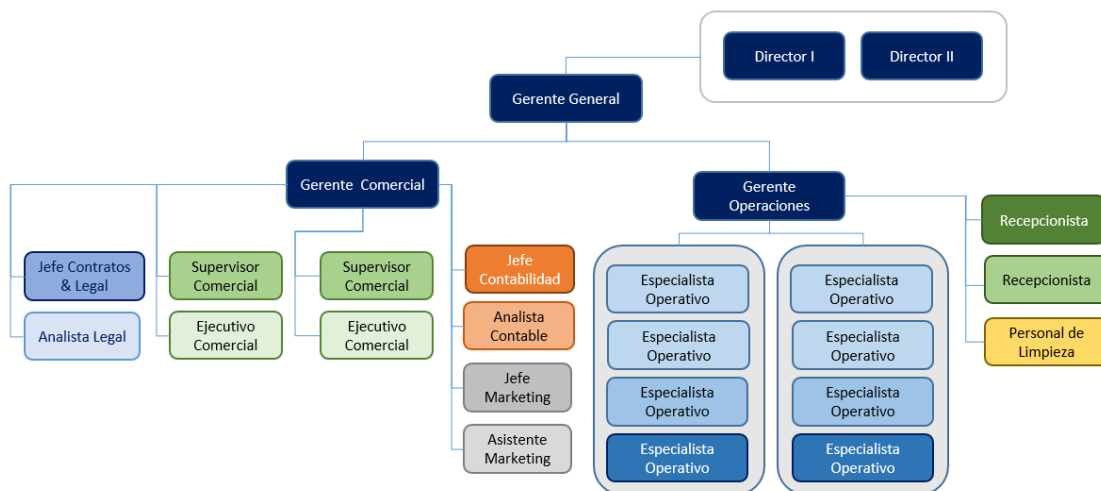 Director I
Director II
Gerente General
Gerente Comercial
Gerente
Operaciones
Jefe Contratos
& Legal
Analista Legal
Supervisor
Comercial
Ejecutivo
Comercial
Supervisor
Comercial
Ejecutivo
Comercial
Jefe
Contabilidad
Analista
Contable
Jefe
Marketing
Asistente
Marketing
Especialista
Operativo
Especialista
Operativo
Especialista
Operativo
Especialista
Operativo
Especialista
Operativo
Especialista
Operativo
Especialista
Operativo
Especialista
Operativo
Recepcionista
Recepcionista
Personal de
Limpieza